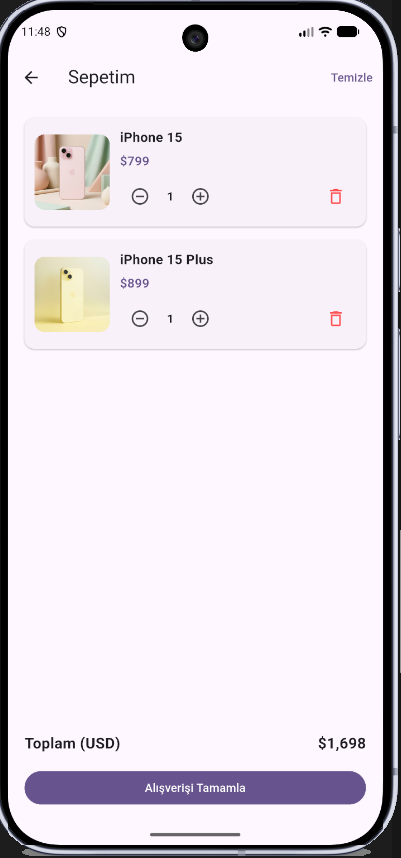 11:48
Sepetim
Temizle
iPhone 15
$799
1
iPhone 15 Plus
$899
1
Toplam (USD)
$1,698
Alışverişi Tamamla